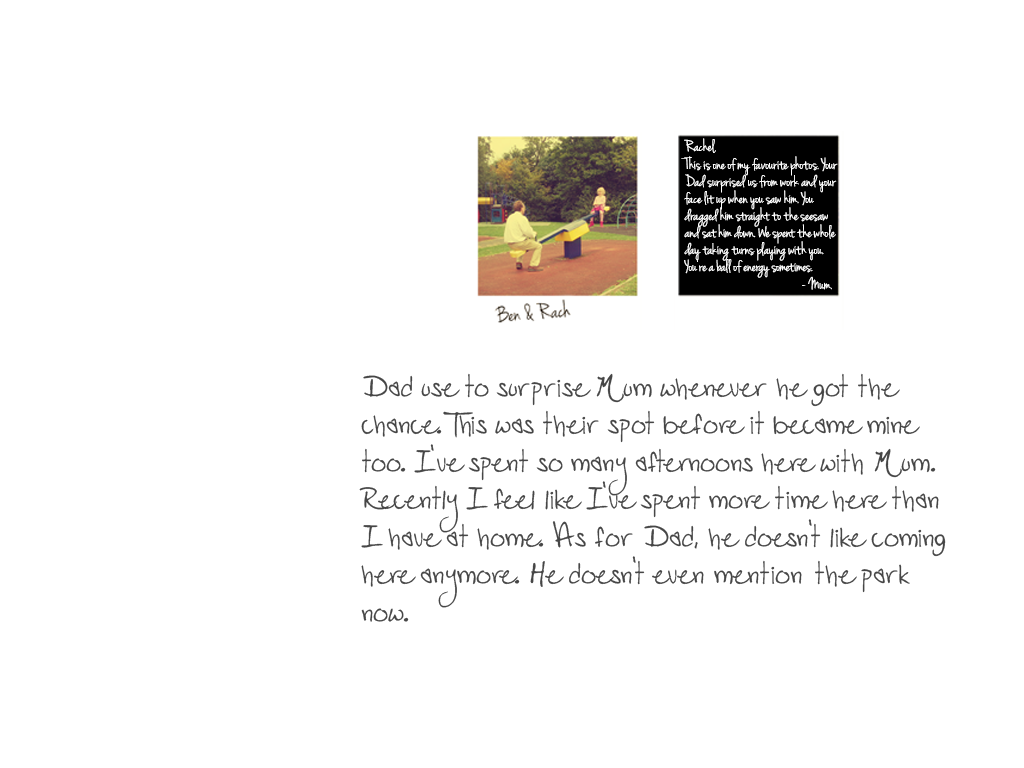 Rachel,
This is one of my favourite photos. Your
Dad surprised us from work and your
face lit up when you saw him. You
dragged him straight to the seesaw
and sat him down. We spent the whole
day taking turns playing with you.
You're a ball of energy sometimes.
- Mum.
Ben & Rach
Dad use to surprise Mum whenever he got the
chance. This was their spot before it became mine
too. I've spent so many afternoons here with Mum.
Recently I feel like I've spent more time here than
I have at home. As for Dad, he doesn't like coming
here anymore. He doesn't even mention the park
now.